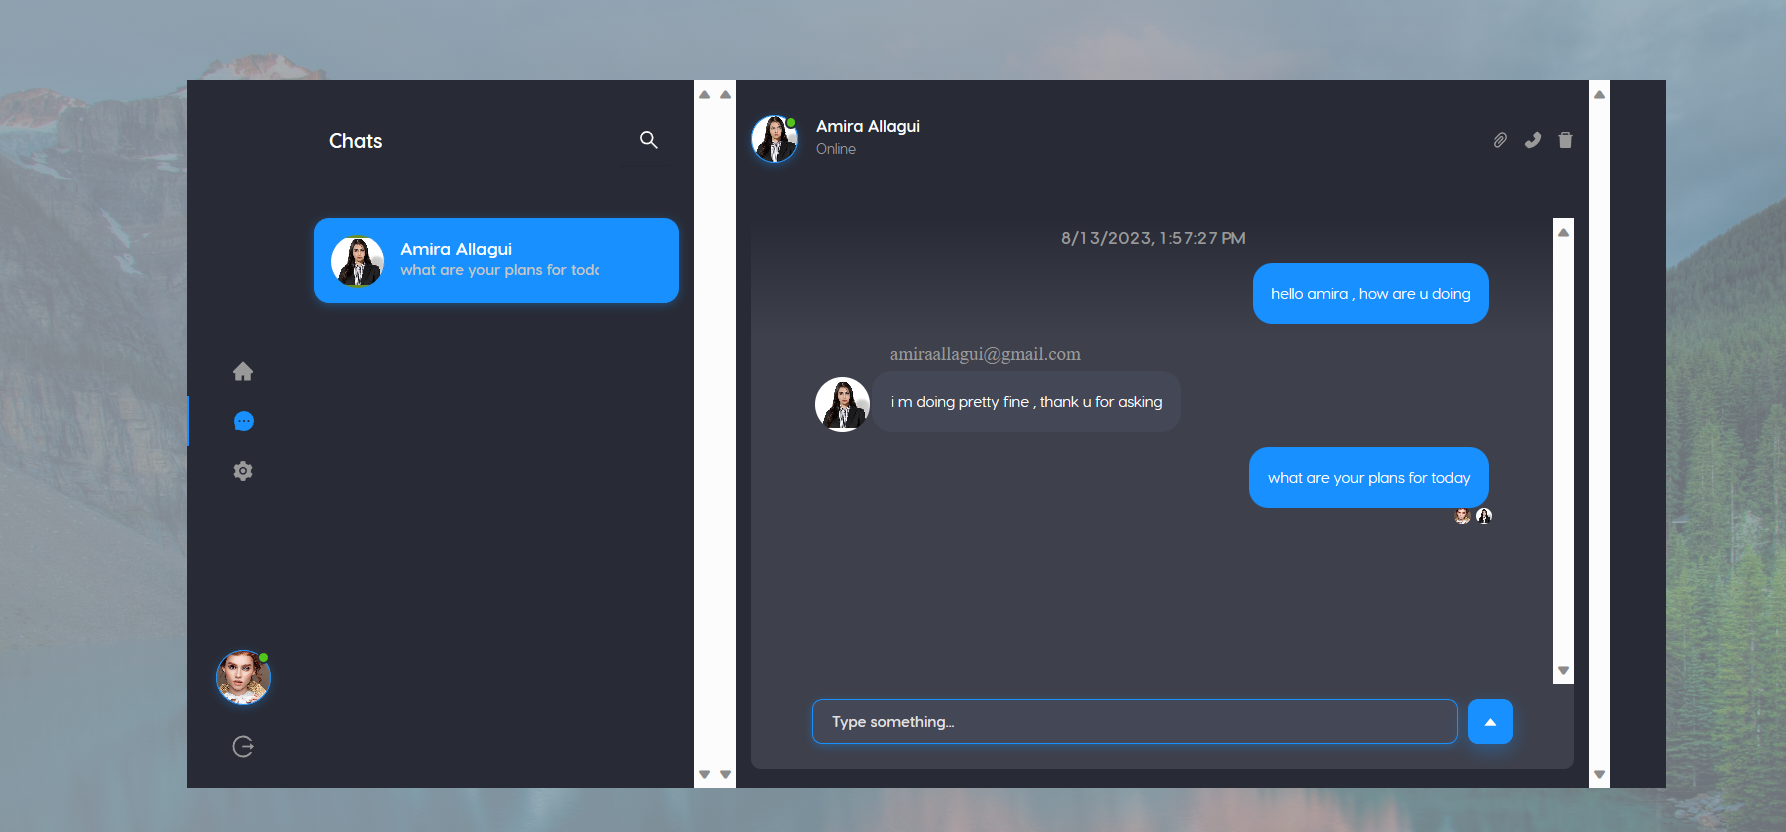 Chats
Amira Allagui
what are your plans for toda
Amira Allagui
Online
8/13/2023, 1:57:27 PM
hello amira , how are u doing
amiraallagui@gmail.com
i m doing pretty fine , thank u for asking
what are your plans for today
Type something...